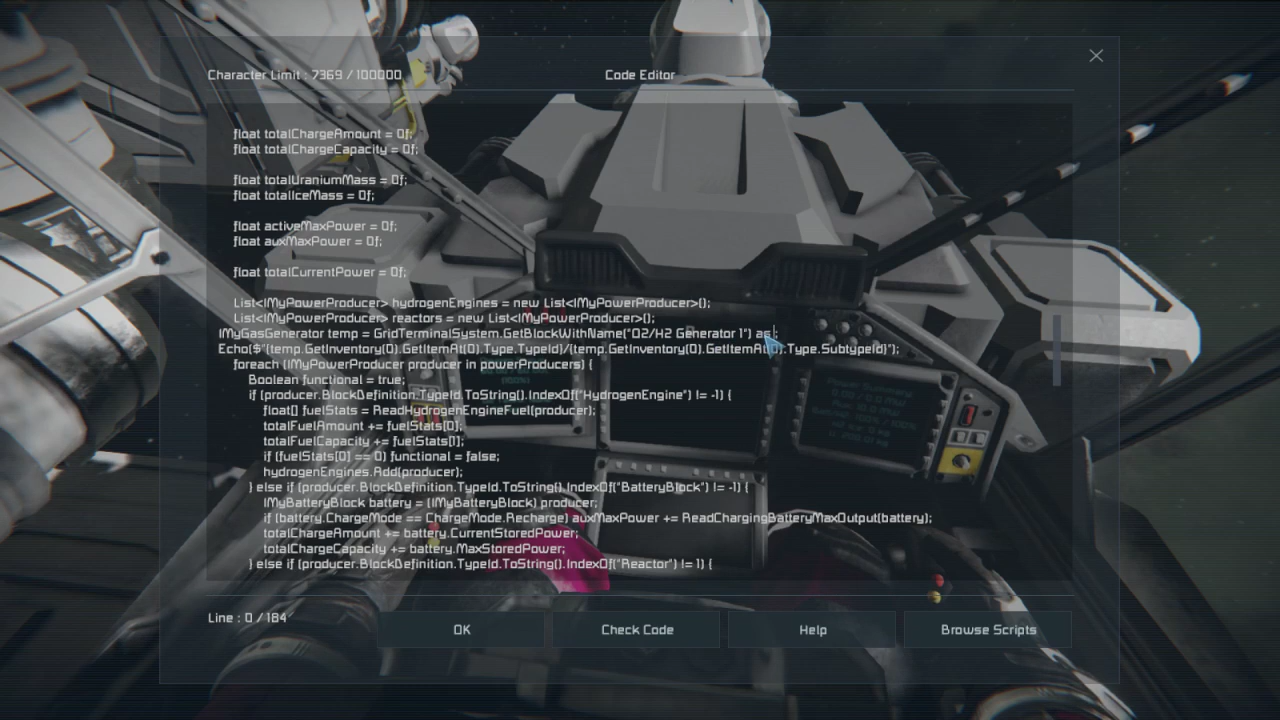 Character Limit : 7369 / 100000
Code Editor
float totalChargeAmount = 0f;
float totalChargeCapacity = 0f;
float totalUraniumMass = 0f;
float totalIceMass = 0f;
float activeMaxPower = 0f;
float auxMaxPower = 0f;
float totalCurrentPower = 0f;
List<IMyPowerProducer> hydrogenEngines = new List<IMyPowerProducer>();
List<IMyPowerProducer> reactors = new List<IMyPowerProducer>();
IMyGasGenerator temp = GridTerminalSystem.GetBlockWithName("O2/H2 Generator 1") as ;
Echo($"{temp.GetInventory(0).GetItemAt(0).Type.TypeId}/{temp.GetInventory(0).GetItemAt(0).Type.SubtypeId}");
foreach (IMyPowerProducer producer in powerProducers) {
Boolean functional = true;
if (producer.BlockDefinition.TypeId.ToString().IndexOf("HydrogenEngine") != -1) {
float[] fuelStats = ReadHydrogenEngineFuel(producer);
totalFuelAmount += fuelStats[0];
totalFuelCapacity += fuelStats[1];
if (fuelStats[0] == 0) functional = false;
hydrogenEngines.Add(producer);
} else if (producer.BlockDefinition.TypeId.ToString().IndexOf("BatteryBlock") != -1) {
IMyBatteryBlock battery = (IMyBatteryBlock) producer;
if (battery.ChargeMode == ChargeMode.Recharge) auxMaxPower += ReadChargingBatteryMaxOutput(battery);
totalChargeAmount += battery.CurrentStoredPower;
totalChargeCapacity += battery.MaxStoredPower;
} else if (producer.BlockDefinition.TypeId.ToString().IndexOf("Reactor") != 1) {
Line : 0 / 184
OK
Check Code
Help
Browse Scripts